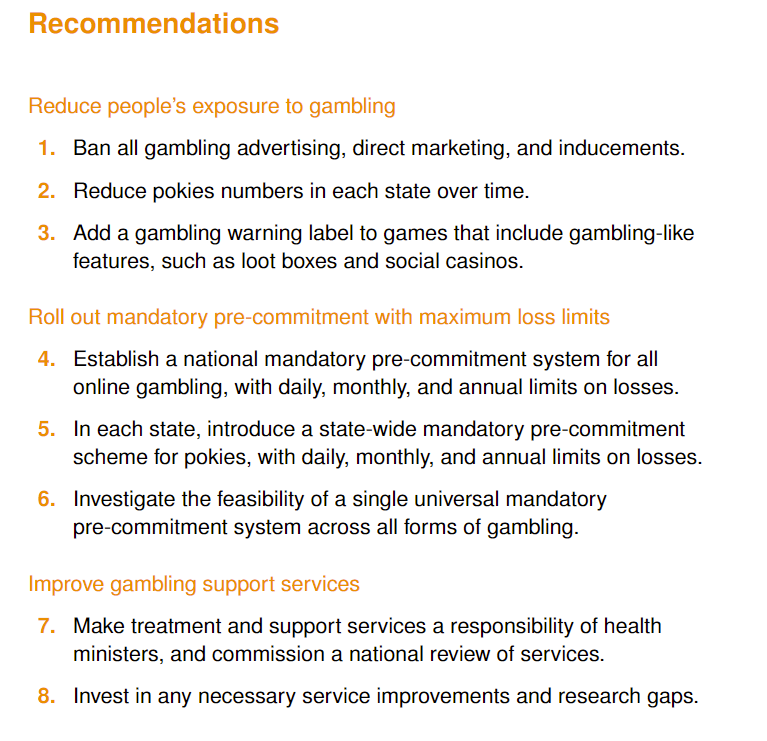 Recommendations
Reduce people’s exposure to gambling
1. Ban all gambling advertising, direct marketing, and inducements.
2. Reduce pokies numbers in each state over time.
3. Add a gambling warning label to games that include gambling-like
features, such as loot boxes and social casinos.
Roll out mandatory pre-commitment with maximum loss limits
4. Establish a national mandatory pre-commitment system for all
online gambling, with daily, monthly, and annual limits on losses.
5. In each state, introduce a state-wide mandatory pre-commitment
scheme for pokies, with daily, monthly, and annual limits on losses.
6. Investigate the feasibility of a single universal mandatory
pre-commitment system across all forms of gambling.
Improve gambling support services
7. Make treatment and support services a responsibility of health
ministers, and commission a national review of services.
8. Invest in any necessary service improvements and research gaps.